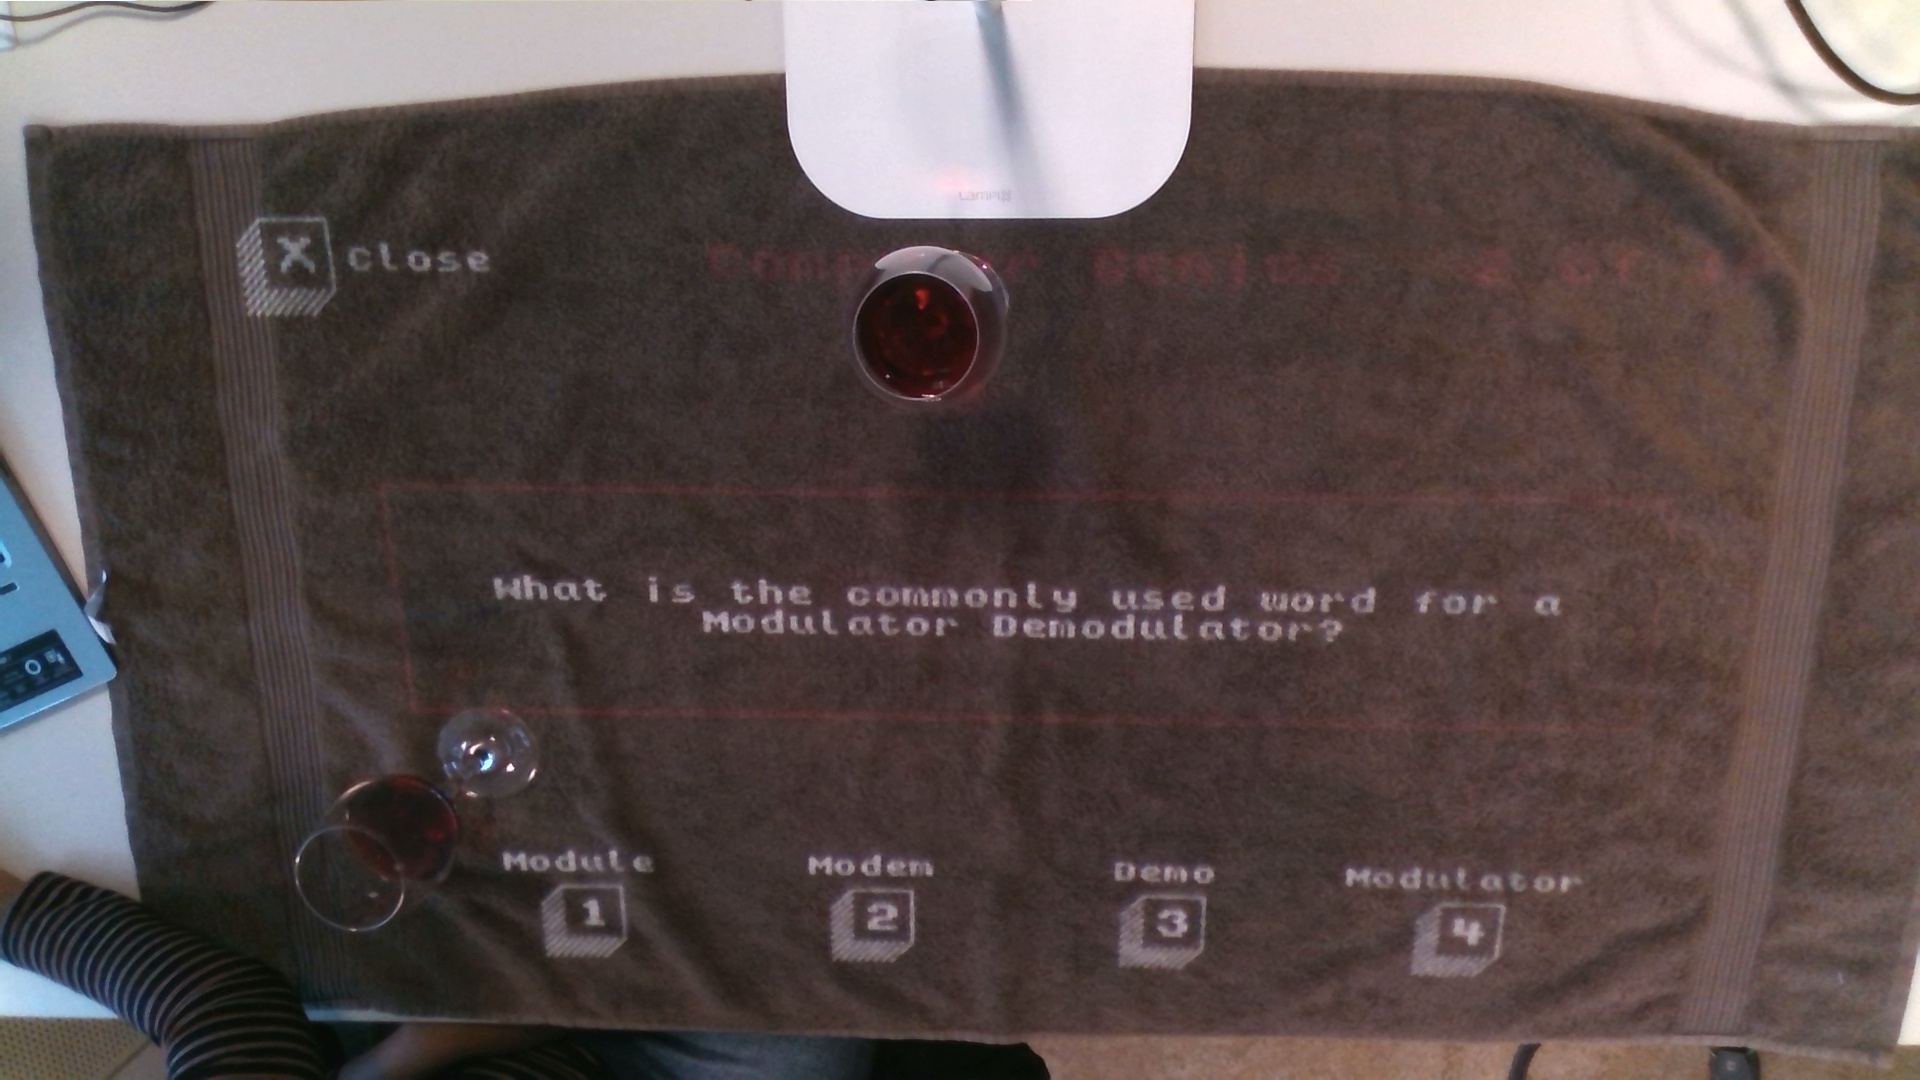 X Close
What is the commonly used word for a
Modulator Demodulator?
Module
Modem
Demo
Modulator
1
2
3
4